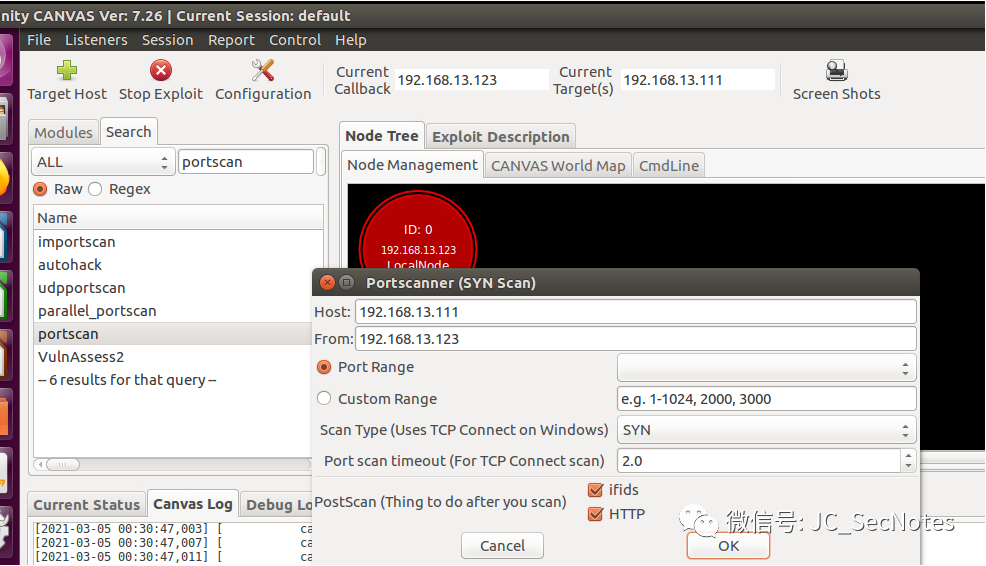 nity CANVAS Ver: 7.26 | Current Session: default
File Listeners Session Report Control Help
Target Host
Stop Exploit
Configuration
Current Callback
192.168.13.123
Current Target(s)
192.168.13.111
Screen Shots
Modules
Search
ALL
portscan
Raw
Regex
Name
importscan
autohack
udpportscan
parallel_portscan
portscan
VulnAssess2
-- 6 results for that query --
Node Tree
Exploit Description
Node Management
CANVAS World Map
CmdLine
ID: 0
192.168.13.123
LocalNode
Portscanner (SYN Scan)
Host: 192.168.13.111
From: 192.168.13.123
Port Range
Custom Range
e.g. 1-1024, 2000, 3000
Scan Type (Uses TCP Connect on Windows)
SYN
Port scan timeout (For TCP Connect scan)
2.0
PostScan (Thing to do after you scan)
ifids
HTTP
Cancel
OK
Current Status
Canvas Log
Debug Lo
[2021-03-05 00:30:47,003] [ ca
[2021-03-05 00:30:47,007] [ ca
[2021-03-05 00:30:47,011] [ ca
微信号: JC_SecNotes